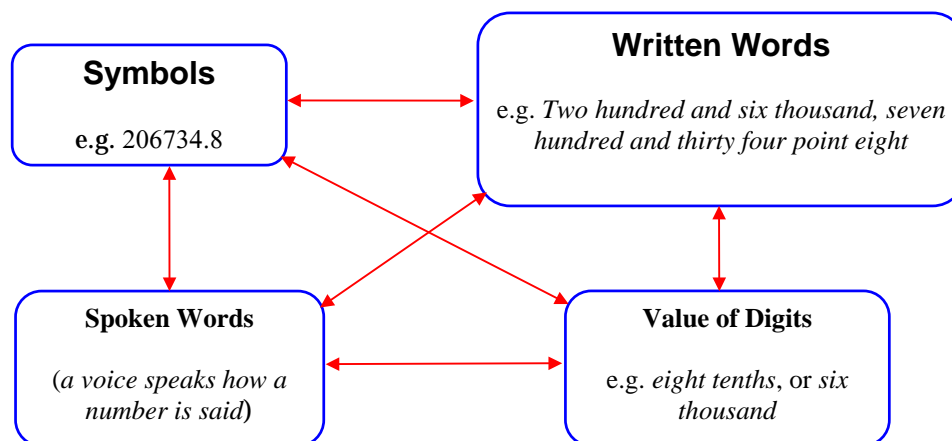 Symbols
e.g. 206734.8
Written Words
e.g. Two hundred and six thousand, seven
hundred and thirty four point eight
Spoken Words
(a voice speaks how a
number is said)
Value of Digits
e.g. eight tenths, or six
thousand